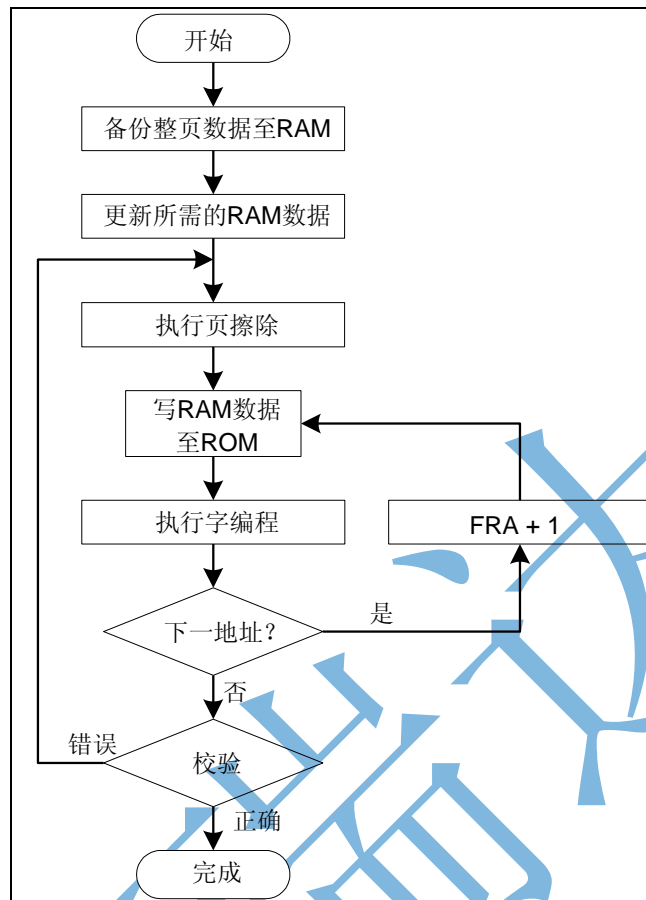 开始
备份整页数据至RAM
更新所需的RAM数据
执行页擦除
写RAM数据
至ROM
执行字编程
FRA + 1
下一地址?
是
否
错误
校验
正确
完成